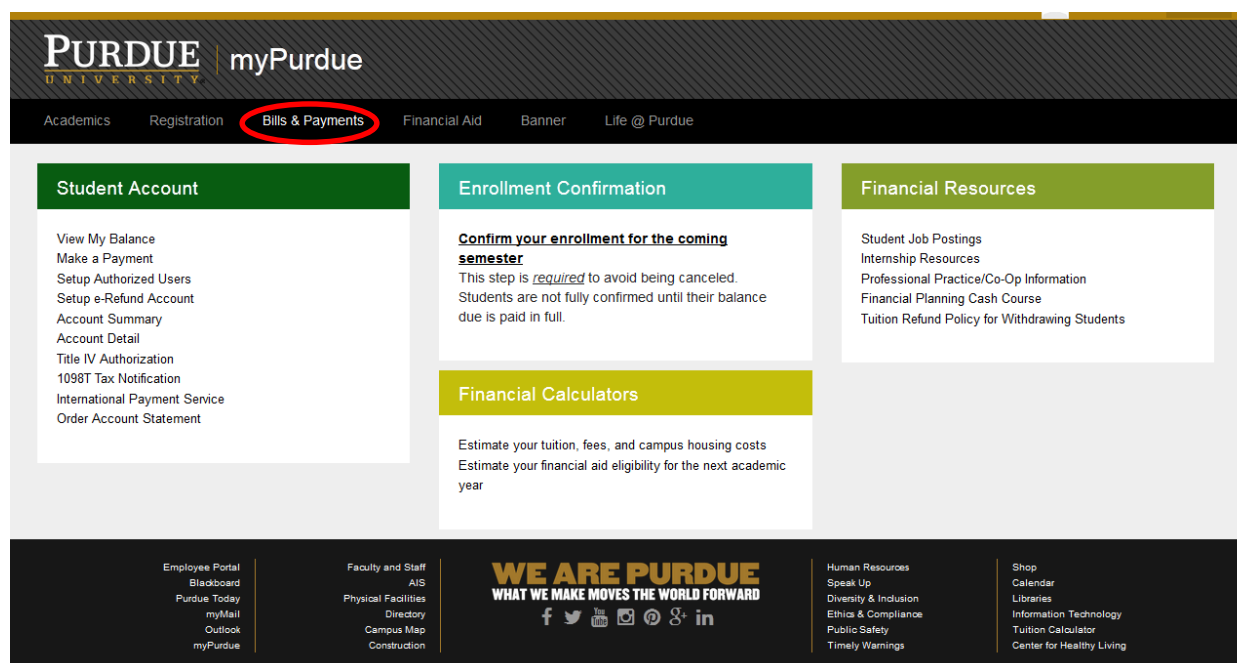 PURDUE
UNIVERSITY
myPurdue
Academics Registration Bills & Payments Financial Aid Banner Life @ Purdue
Student Account
View My Balance
Make a Payment
Setup Authorized Users
Setup e-Refund Account
Account Summary
Account Detail
Title IV Authorization
1098T Tax Notification
International Payment Service
Order Account Statement
Enrollment Confirmation
Confirm your enrollment for the coming
semester
This step is required to avoid being canceled.
Students are not fully confirmed until their balance
due is paid in full.
Financial Calculators
Estimate your tuition, fees, and campus housing costs
Estimate your financial aid eligibility for the next academic
year
Financial Resources
Student Job Postings
Internship Resources
Professional Practice/Co-Op Information
Financial Planning Cash Course
Tuition Refund Policy for Withdrawing Students
Employee Portal
Blackboard
Purdue Today
myMail
Outlook
myPurdue
Faculty and Staff
AIS
Physical Facilities
Directory
Campus Map
Construction
WE ARE PURDUE
WHAT WE MAKE MOVES THE WORLD FORWARD
f You Tube g+ in
Human Resources
Speak Up
Diversity & Inclusion
Ethics & Compliance
Public Safety
Timely Warnings
Shop
Calendar
Libraries
Information Technology
Tuition Calculator
Center for Healthy Living